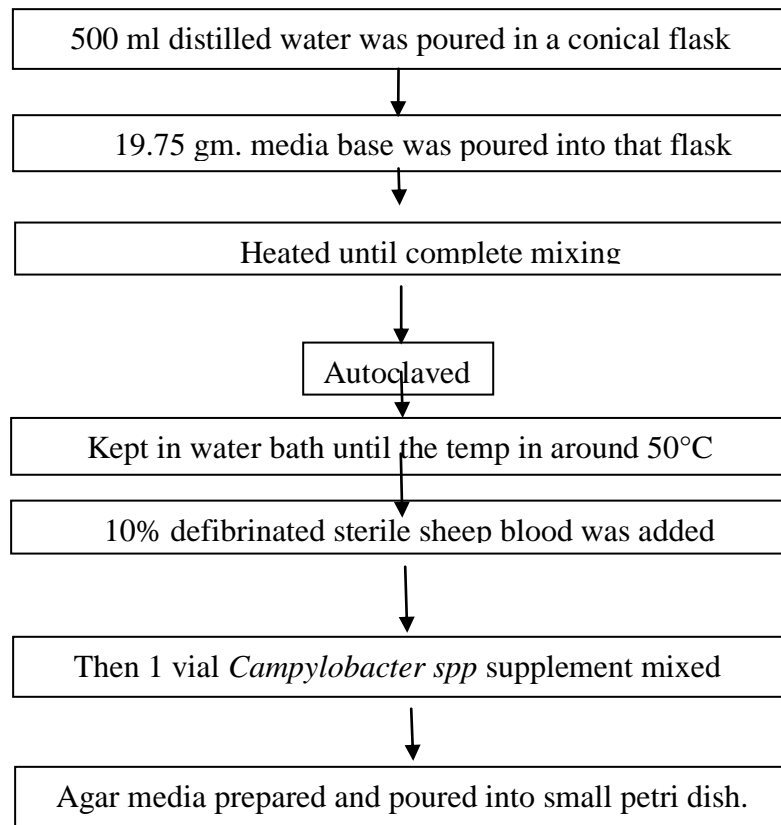 500 ml distilled water was poured in a conical flask
19.75 gm. media base was poured into that flask
Heated until complete mixing
Autoclaved
Kept in water bath until the temp in around 50°C
10% defibrinated sterile sheep blood was added
Then 1 vial Campylobacter spp supplement mixed
Agar media prepared and poured into small petri dish.